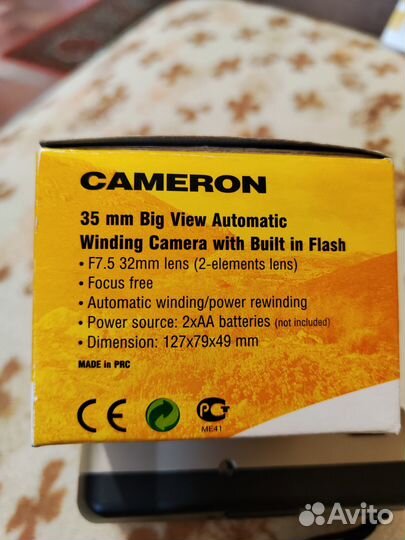 CAMERON
35 mm Big View Automatic
Winding Camera with Built in Flash
• F7.5 32mm lens (2-elements lens)
• Focus free
• Automatic winding/power rewinding
• Power source: 2xAA batteries (not included)
• Dimension: 127x79x49 mm
MADE in PRC
CE
РСТ
ME41
Avito